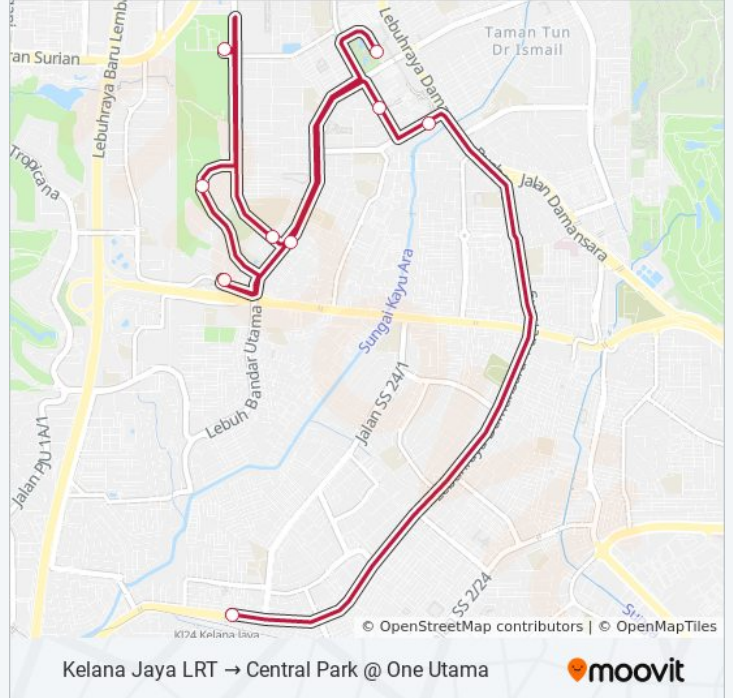 Lebuhraya Baru Lemb
ran Surian
Lebuhraya Dam
Taman Tun
Dr Ismail
Tropicana
Jalan Damansara
Sungai Kayu Ara
Lebuh Bandar Utama
Jalan SS 24/1
Jalan PJU 1A/1
SS 2/24
KJ24 Kelana Jaya
© OpenStreetMap contributors | © OpenMapTiles
Kelana Jaya LRT → Central Park @ One Utama
moovit